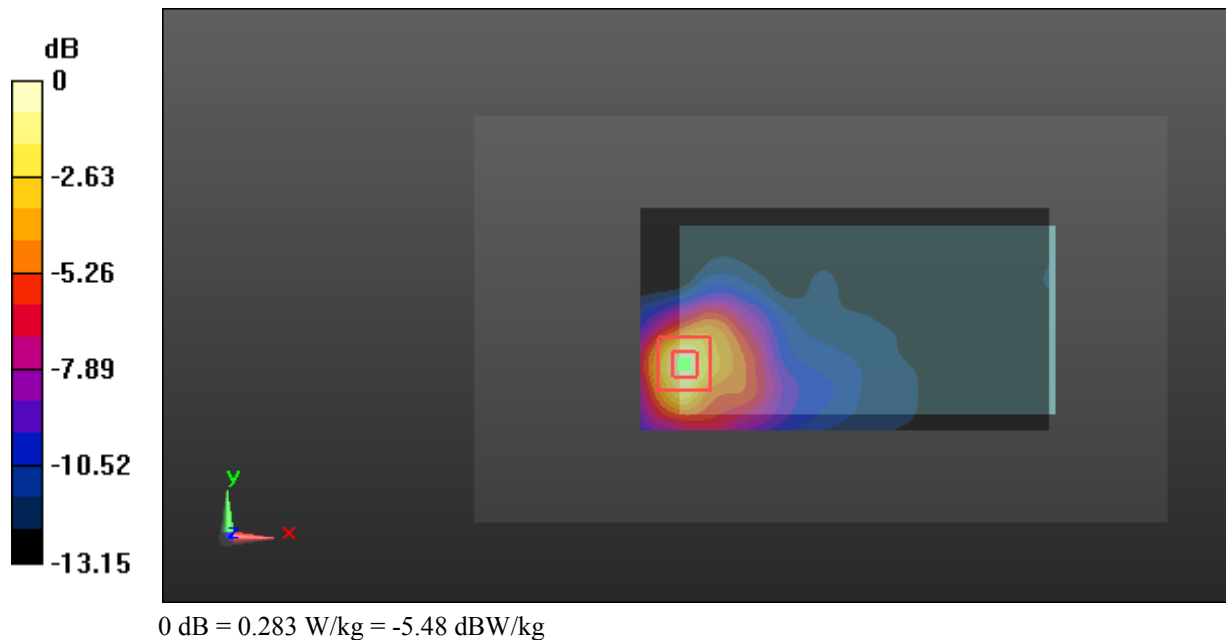 dB
0
-2.63
-5.26
-7.89
-10.52
-13.15
y
z
x
0 dB = 0.283 W/kg = -5.48 dBW/kg